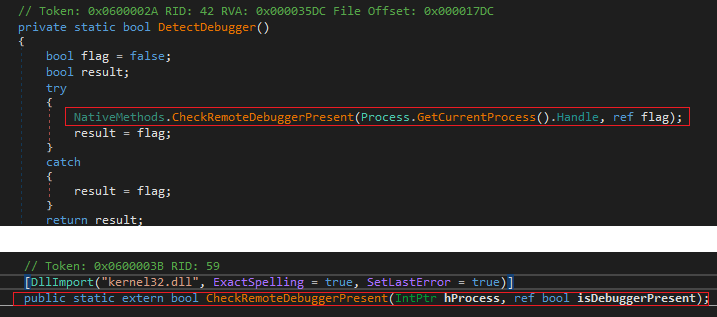 // Token: 0x0600002A RID: 42 RVA: 0x000035DC File Offset: 0x000017DC
private static bool DetectDebugger()
{
    bool flag = false;
    bool result;
    try
    {
        NativeMethods.CheckRemoteDebuggerPresent(Process.GetCurrentProcess().Handle, ref flag);
        result = flag;
    }
    catch
    {
        result = flag;
    }
    return result;
// Token: 0x0600003B RID: 59
[DllImport("kernel32.dll", ExactSpelling = true, SetLastError = true)]
public static extern bool CheckRemoteDebuggerPresent(IntPtr hProcess, ref bool isDebuggerPresent);